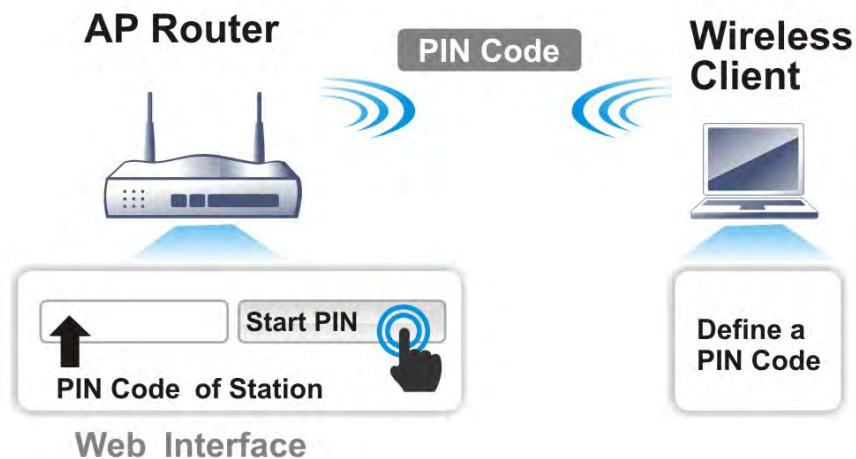 AP Router
PIN Code
Wireless
Client
Start PIN
PIN Code of Station
Web Interface
Define a
PIN Code